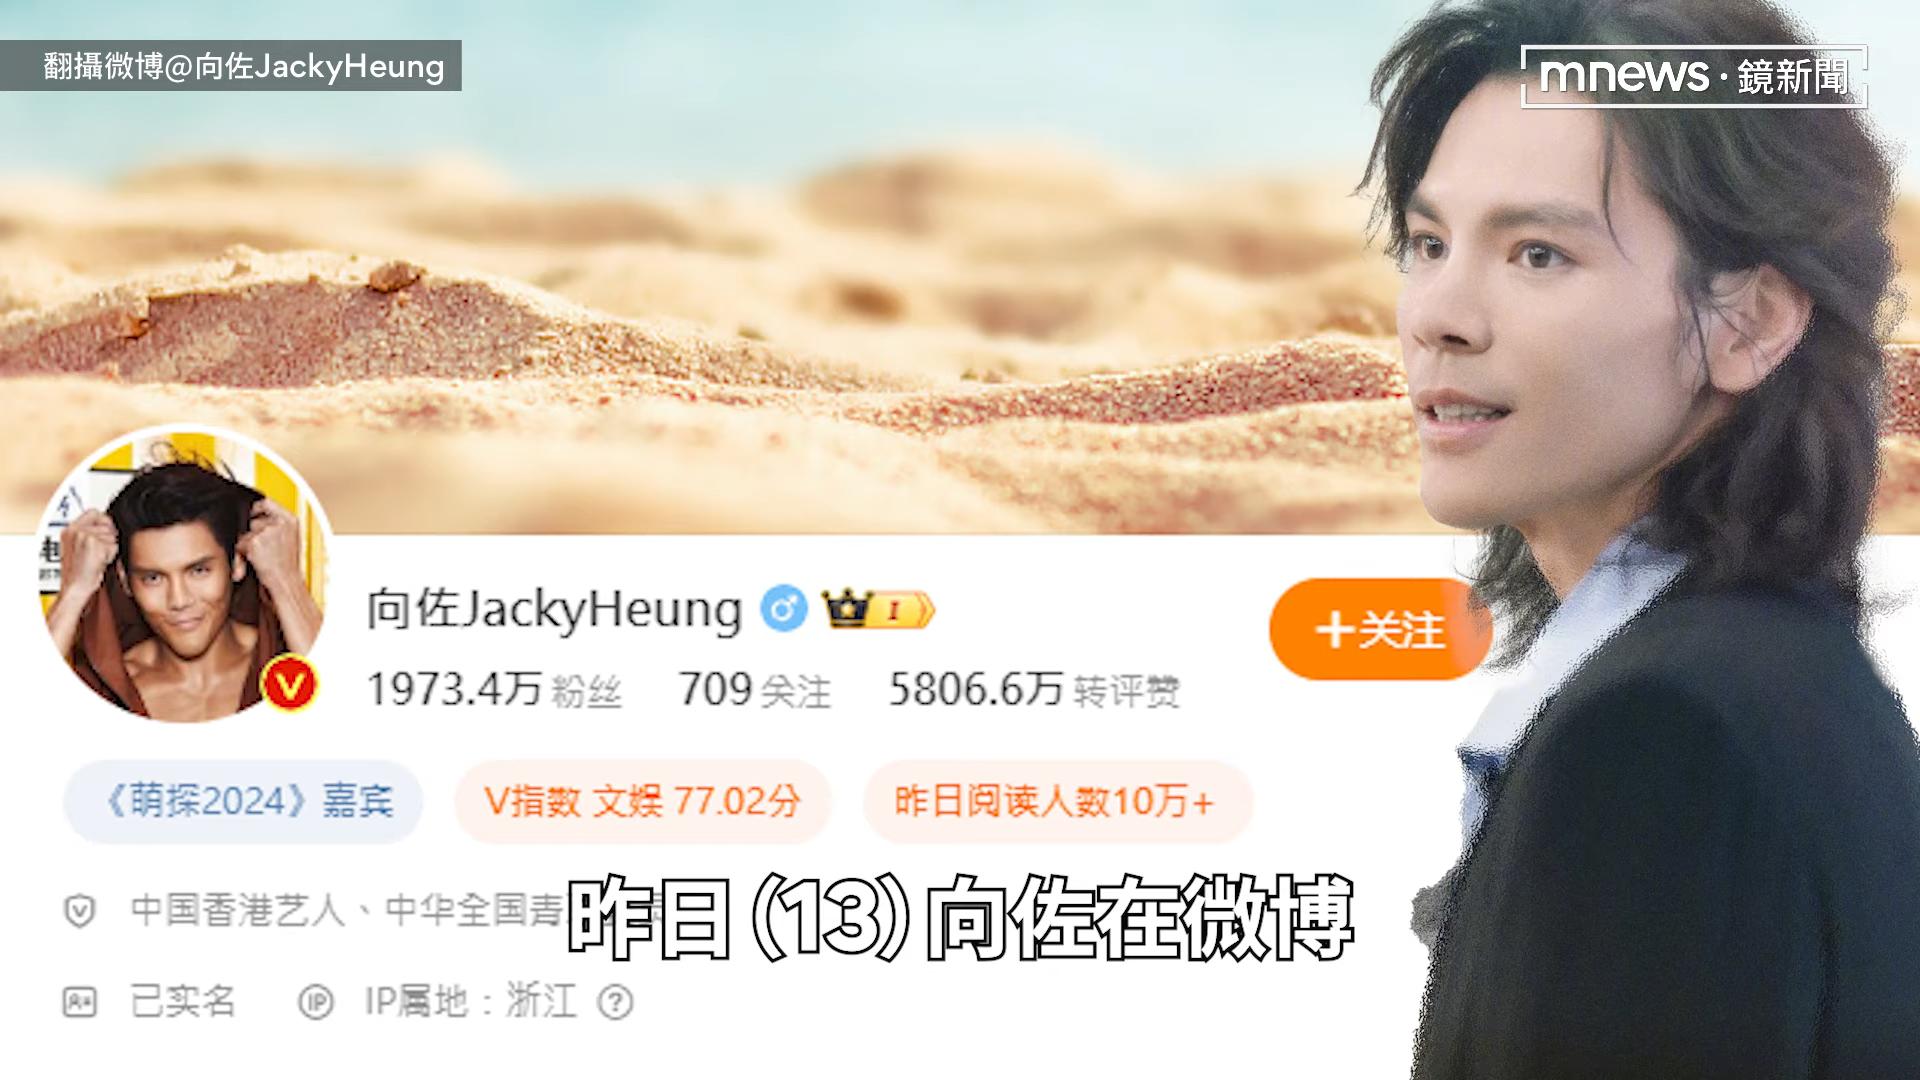 翻攝微博@向佐JackyHeung
mnews·鏡新聞
向佐JackyHeung
1973.4万粉丝 709关注 5806.6万转评赞
+关注
《萌探2024》嘉宾
V指数 文娱 77.02分
昨日阅读人数10万+
中国香港艺人、中华全国青
昨日(13)向佐在微博
已实名 IP IP属地：浙江